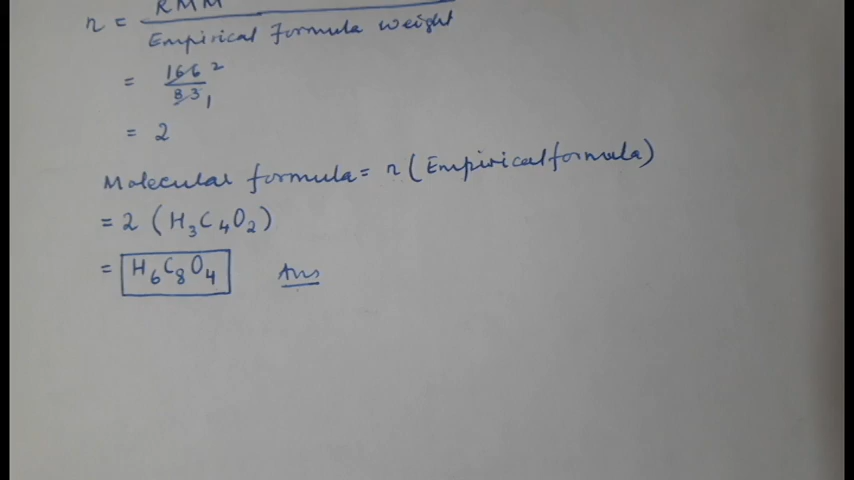 n = RMM
Empirical Formula weight
= 166 2
83 1
= 2
Molecular formula = n (Empirical formula)
= 2 (H3C4O2)
= H6C8O4 Ans